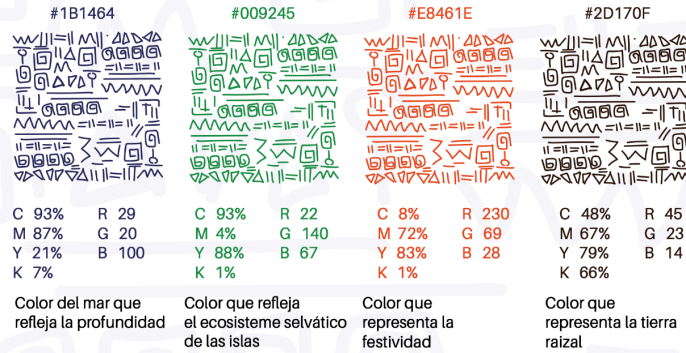 #1B1464
#009245
#E8461E
#2D170F
C 93% R 29
M 87% G 20
Y 21% B 100
K 7%
C 93% R 22
M 4% G 140
Y 88% B 67
K 1%
C 8% R 230
M 72% G 69
Y 83% B 28
K 1%
C 48% R 45
M 67% G 23
Y 79% B 14
K 66%
Color del mar que
refleja la profundidad
Color que refleja
el ecosisteme selvático
de las islas
Color que
representa la
festividad
Color que
representa la tierra
raizal